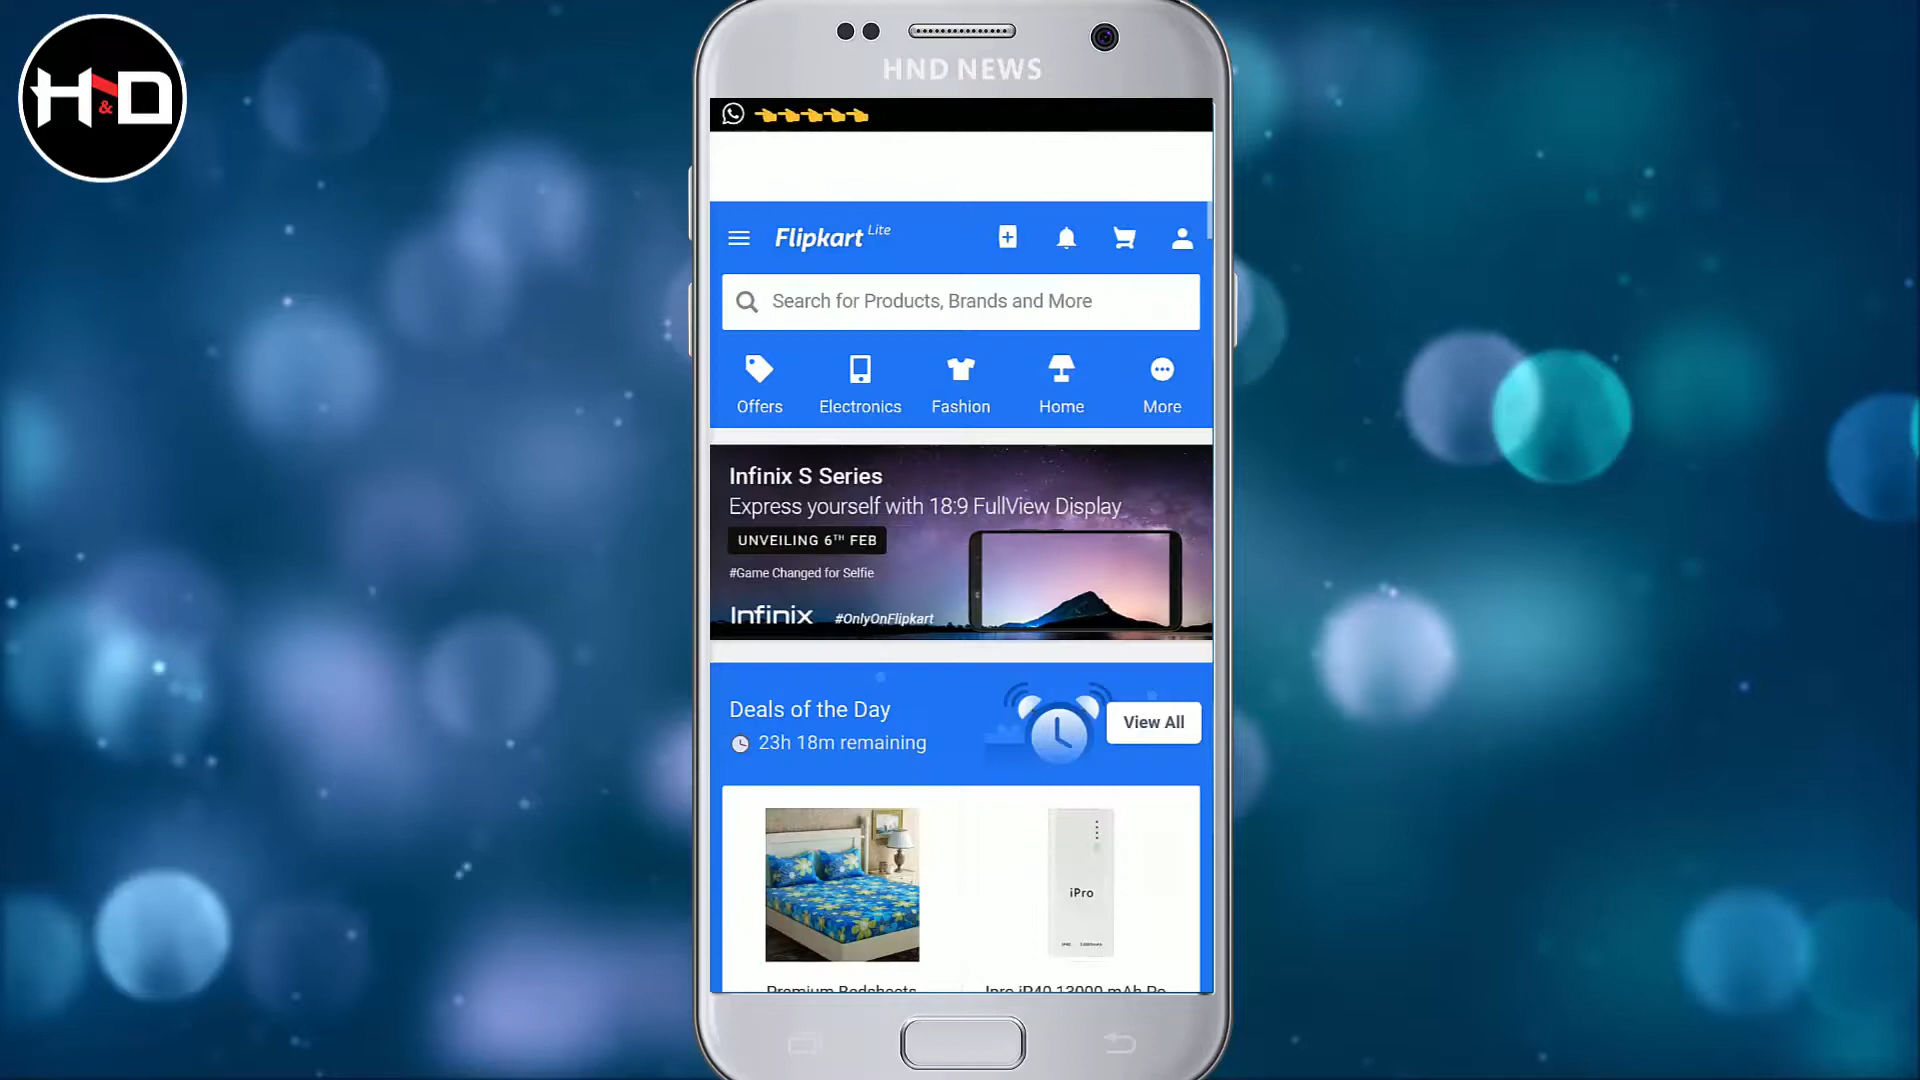 H&D
HND NEWS
Flipkart Lite
Search for Products, Brands and More
Offers Electronics Fashion Home More
Infinix S Series
Express yourself with 18:9 FullView Display
UNVEILING 6TH FEB
#Game Changed for Selfie
Infinix #OnlyOnFlipkart
Deals of the Day
View All
23h 18m remaining
iPro
Premium Bedsheets